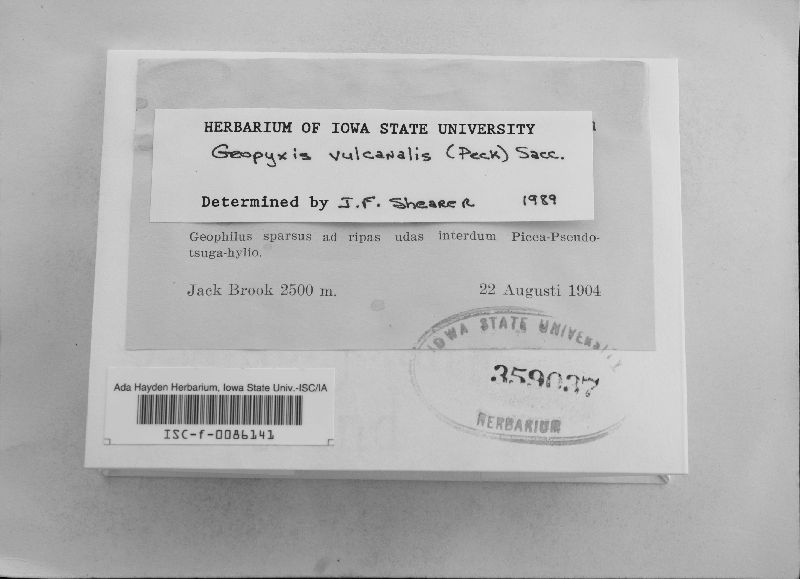 HERBARIUM OF IOWA STATE UNIVERSITY
Geopyxis vulcanalis (Peck) Sacc.
Determined by J.F. Shearer 1989
Geophilus sparsus ad ripas udas interdum Picea-Pseudo-
tsuga-hylio.
Jack Brook 2500 m. 22 Augusti 1904
IOWA STATE UNIVERSITY
359037
HERBARIUM
Ada Hayden Herbarium, Iowa State Univ.-ISC/IA
ISC-f-0086141